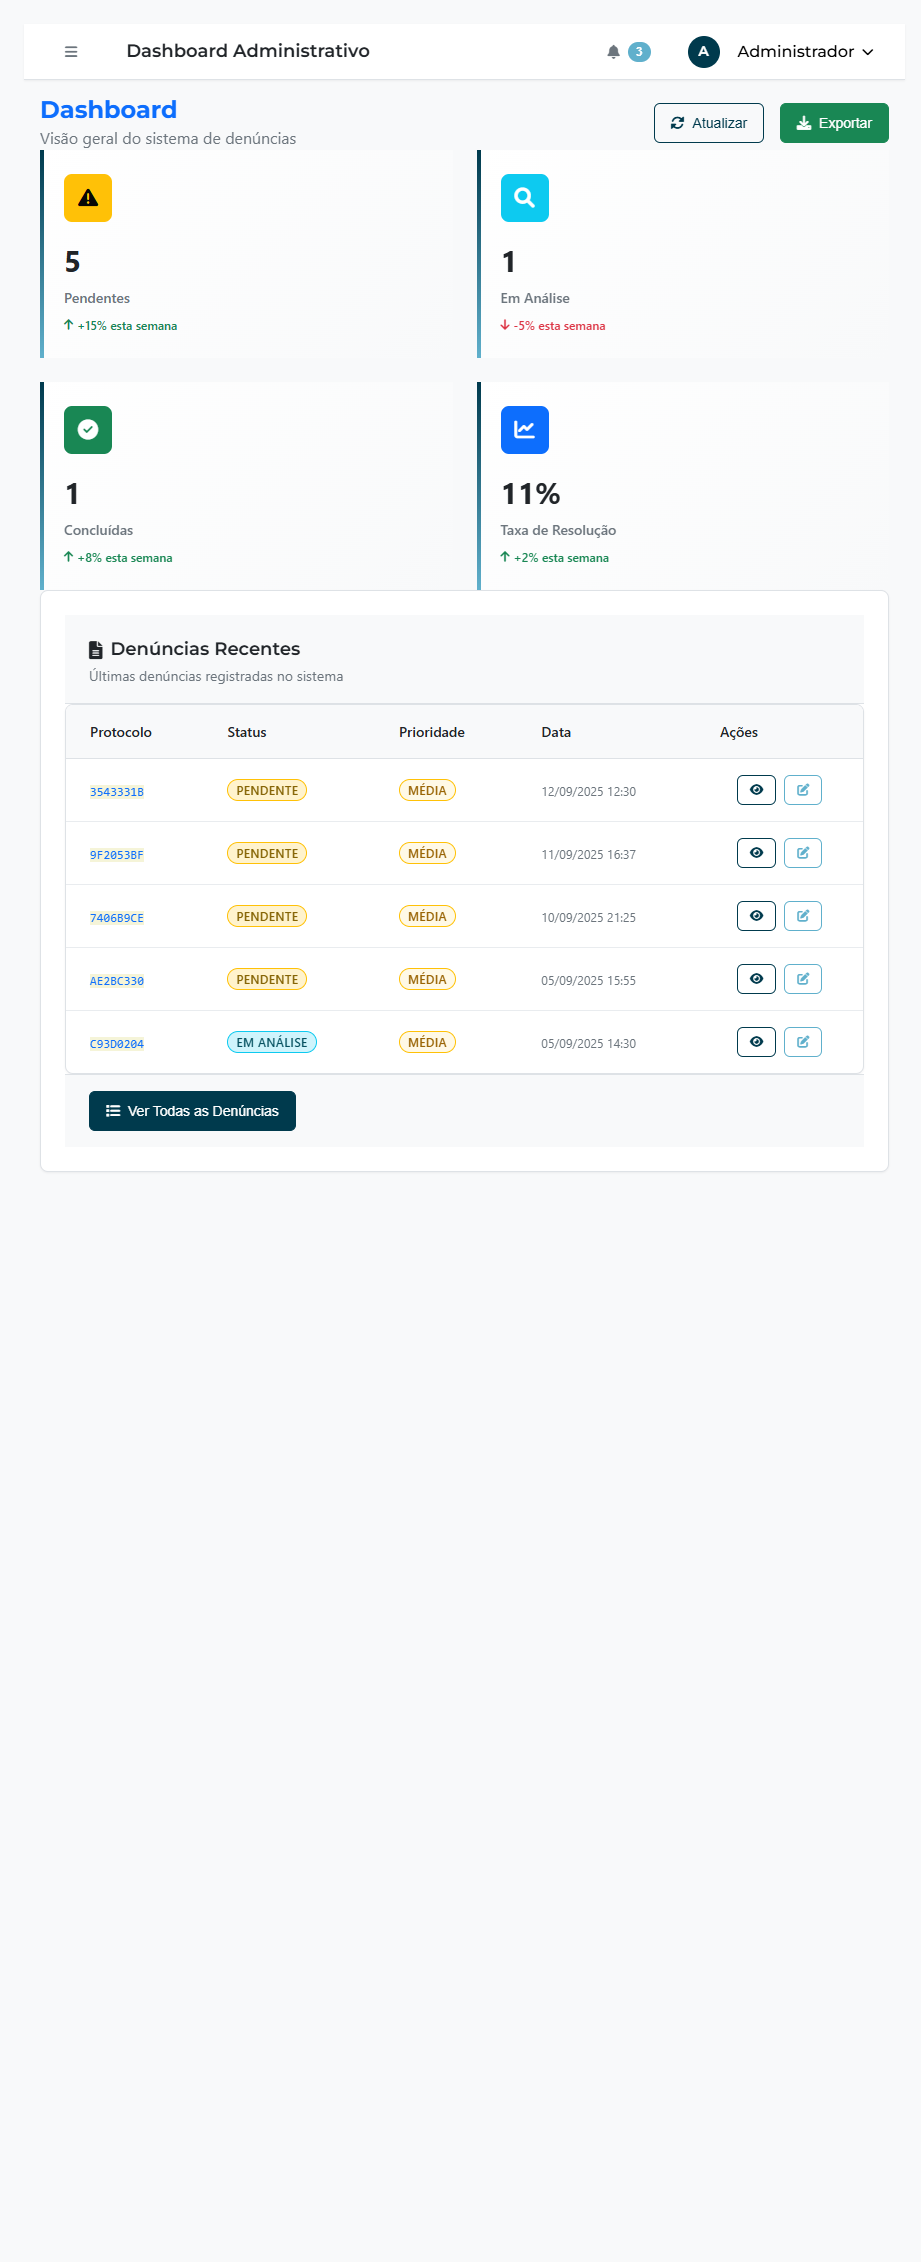 Dashboard Administrativo
3
A
Administrador
Dashboard
Visão geral do sistema de denúncias
Atualizar
Exportar
5
Pendentes
+15% esta semana
1
Em Análise
-5% esta semana
1
Concluídas
+8% esta semana
11%
Taxa de Resolução
+2% esta semana
Denúncias Recentes
Últimas denúncias registradas no sistema
Protocolo Status Prioridade Data Ações
3543331B PENDENTE MÉDIA 12/09/2025 12:30
9F2053BF PENDENTE MÉDIA 11/09/2025 16:37
7406B9CE PENDENTE MÉDIA 10/09/2025 21:25
AE2BC330 PENDENTE MÉDIA 05/09/2025 15:55
C93D0204 EM ANÁLISE MÉDIA 05/09/2025 14:30
Ver Todas as Denúncias